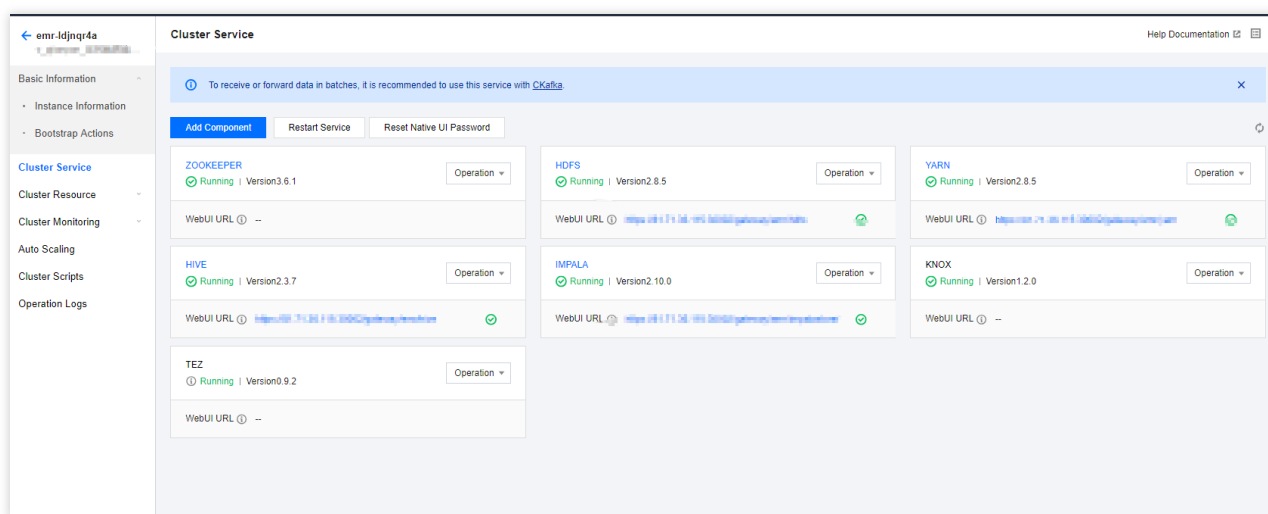 emr-ldjnqr4a
Basic Information
Instance Information
Bootstrap Actions
Cluster Service
Cluster Resource
Cluster Monitoring
Auto Scaling
Cluster Scripts
Operation Logs
Cluster Service
Help Documentation
To receive or forward data in batches, it is recommended to use this service with CKafka.
Add Component Restart Service Reset Native UI Password
ZOOKEEPER
Running | Version3.6.1
Operation
WebUI URL --
HDFS
Running | Version2.8.5
Operation
WebUI URL
YARN
Running | Version2.8.5
Operation
WebUI URL
HIVE
Running | Version2.3.7
Operation
WebUI URL
IMPALA
Running | Version2.10.0
Operation
WebUI URL
KNOX
Running | Version1.2.0
Operation
WebUI URL --
TEZ
Running | Version0.9.2
Operation
WebUI URL --